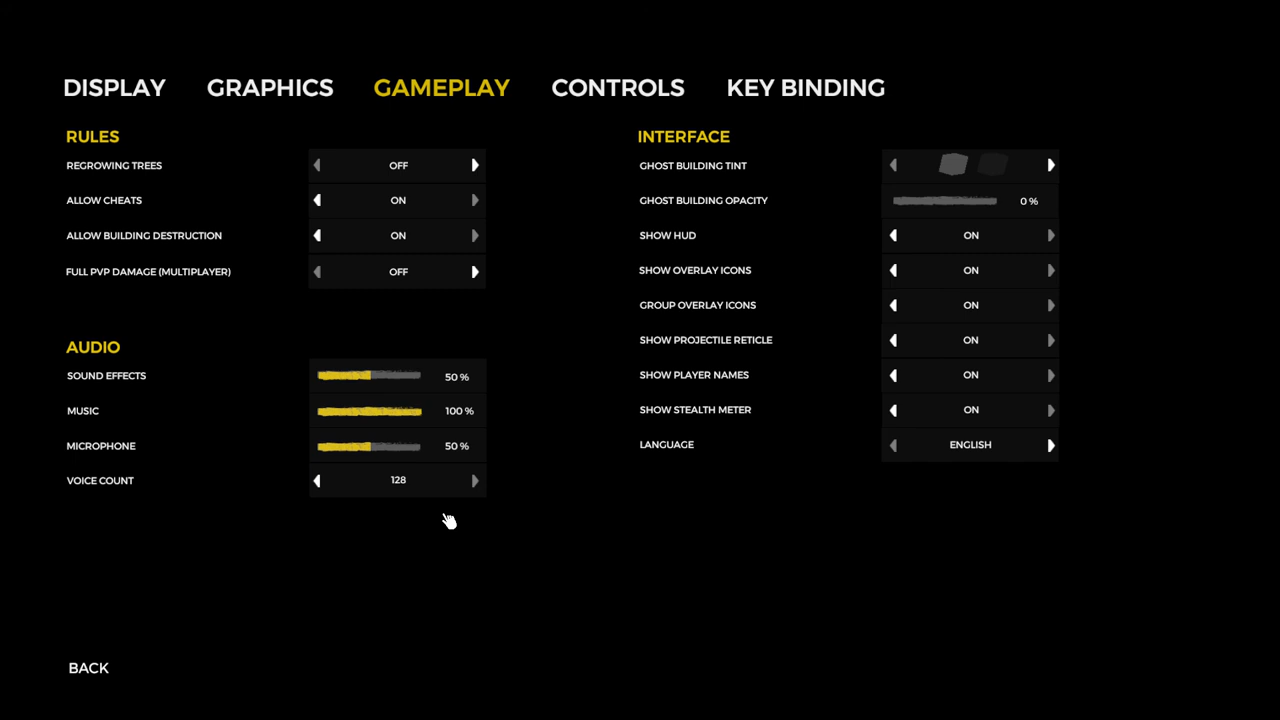 DISPLAY GRAPHICS GAMEPLAY CONTROLS KEY BINDING
RULES
REGROWING TREES OFF
ALLOW CHEATS ON
ALLOW BUILDING DESTRUCTION ON
FULL PVP DAMAGE (MULTIPLAYER) OFF
AUDIO
SOUND EFFECTS 50 %
MUSIC 100 %
MICROPHONE 50 %
VOICE COUNT 128
INTERFACE
GHOST BUILDING TINT
GHOST BUILDING OPACITY 0 %
SHOW HUD ON
SHOW OVERLAY ICONS ON
GROUP OVERLAY ICONS ON
SHOW PROJECTILE RETICLE ON
SHOW PLAYER NAMES ON
SHOW STEALTH METER ON
LANGUAGE ENGLISH
BACK